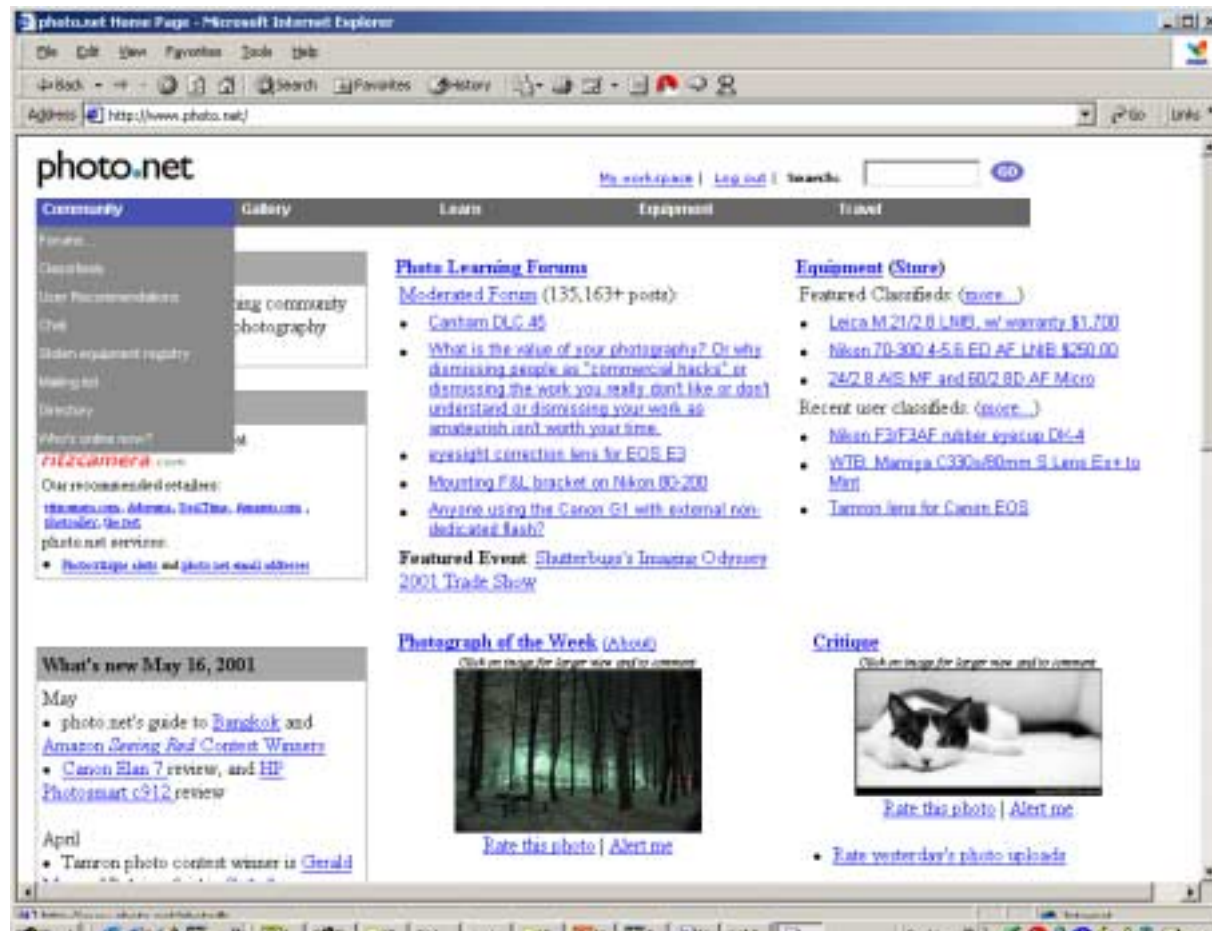 photo.net Home Page - Microsoft Internet Explorer
File Edit View Favorites Tools Help
Back Search Favorites History
Address http://www.photo.net/ Go Links
photo.net
My workspace | Log out | Search: GO
Community Gallery Learn Equipment Travel
Forums...
Classifieds
User Recommendations
Chat
Stolen equipment registry
Mailing list
Directory
Who's online now?
community
photography
ritzcamera.com
Our recommended retailers:
photo.net services:
and photo.net email addresses
What's new May 16, 2001
May
• photo.net's guide to Bangkok and
Amazon Seeing Red Contest Winners
• Canon Elan 7 review, and HP
Photosmart c912 review
April
• Tamron photo contest winner is Gerald
Photo Learning Forums
Moderated Forum (135,163+ posts):
• Canham DLC 45
• What is the value of your photography? Or why
dismissing people as "commercial hacks" or
dismissing the work you really don't like or don't
understand or dismissing your work as
amateurish isn't worth your time.
• eyesight correction lens for EOS E3
• Mounting F&L bracket on Nikon 80-200
• Anyone using the Canon G1 with external non-
dedicated flash?
Featured Event: Shutterbugs's Imaging Odyssey
2001 Trade Show
Photograph of the Week (About)
Click on image for larger view and to comment
Rate this photo | Alert me
Equipment (Store)
Featured Classifieds: (more...)
• Leica M 21/2.8 LNIB, w/ warranty $1,700
• Nikon 70-300 4-5.6 ED AF LNIB $250.00
• 24/2.8 AIS MF and 60/2.8D AF Micro
Recent user classifieds: (more...)
• Nikon F3/F3AF rubber eyecup DK-4
• WTB: Mamiya C330s/80mm S Lens Ex+ to
Mint
• Tamron lens for Canon EOS
Critique
Click on image for larger view and to comment
Rate this photo | Alert me
• Rate yesterday's photo uploads